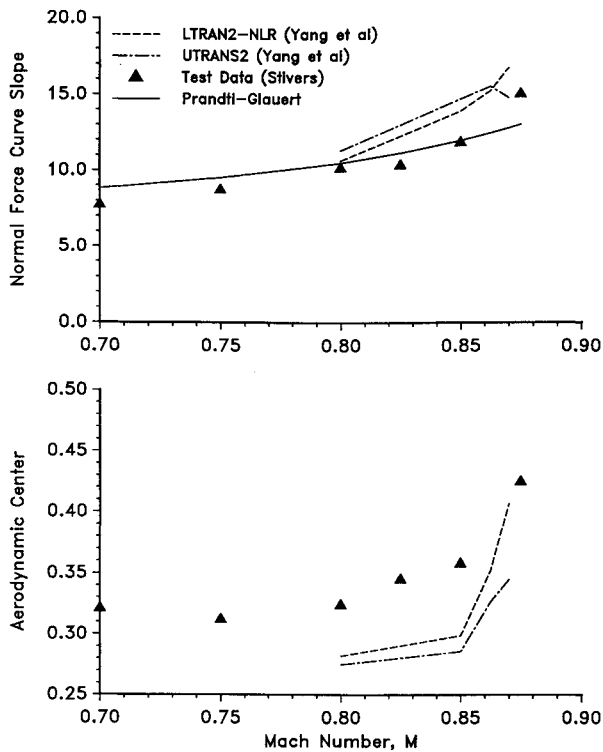 LTRAN2-NLR (Yang et al)
UTRANS2 (Yang et al)
Test Data (Stivers)
Prandtl-Glauert
Normal Force Curve Slope
20.0
15.0
10.0
5.0
0.0
0.70 0.75 0.80 0.85 0.90
Aerodynamic Center
0.50
0.45
0.40
0.35
0.30
0.25
0.70 0.75 0.80 0.85 0.90
Mach Number, M